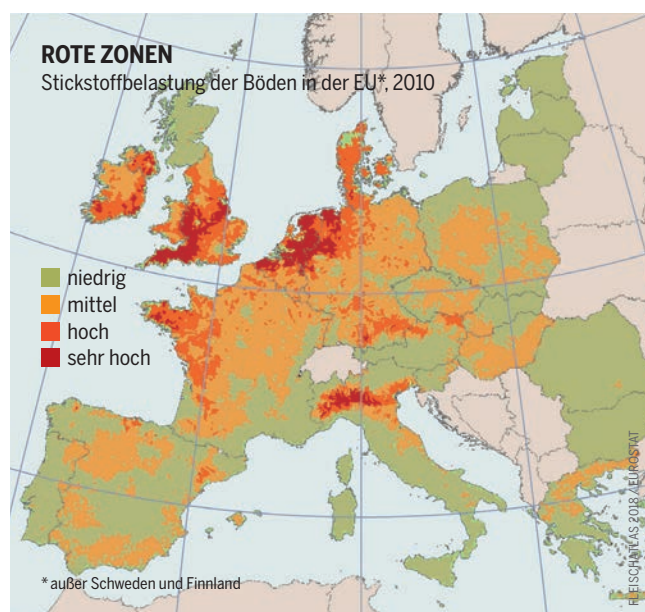 ROTE ZONEN
Stickstoffbelastung der Böden in der EU*, 2010
niedrig
mittel
hoch
sehr hoch
* außer Schweden und Finnland
FLEISCHATLAS 2018 / EUROSTAT